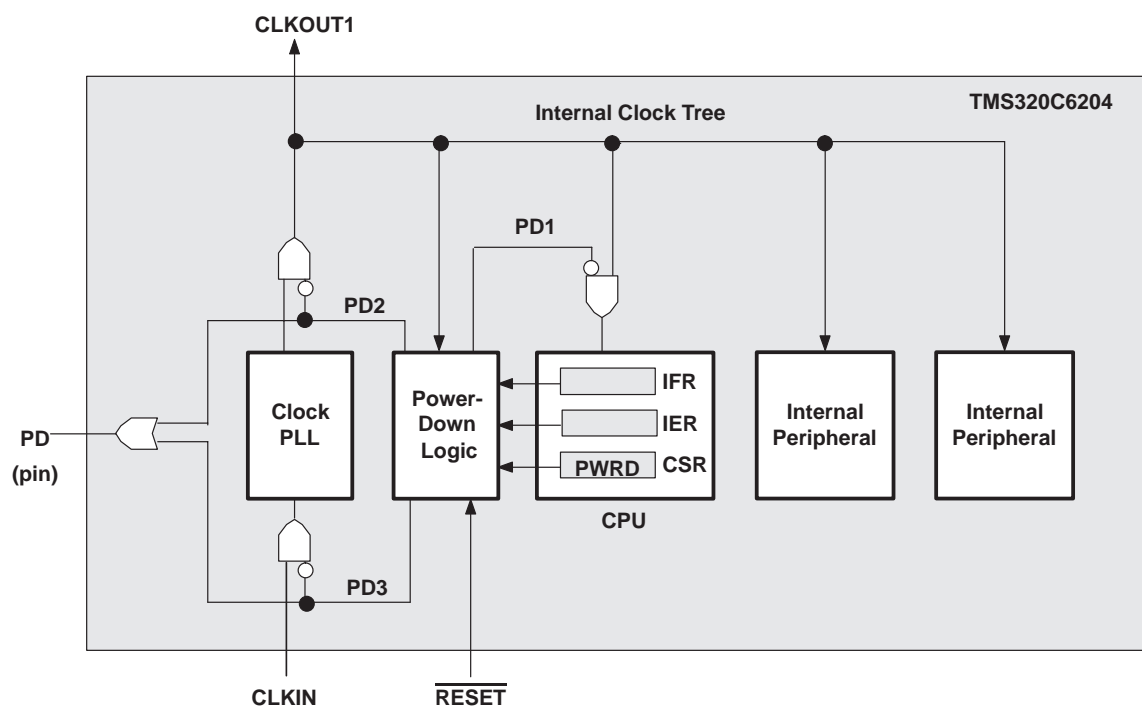 CLKOUT1
TMS320C6204
Internal Clock Tree
PD1
PD2
Clock
PLL
Power-
Down
Logic
IFR
IER
PWRD
CSR
CPU
Internal
Peripheral
Internal
Peripheral
PD
(pin)
PD3
CLKIN
RESET